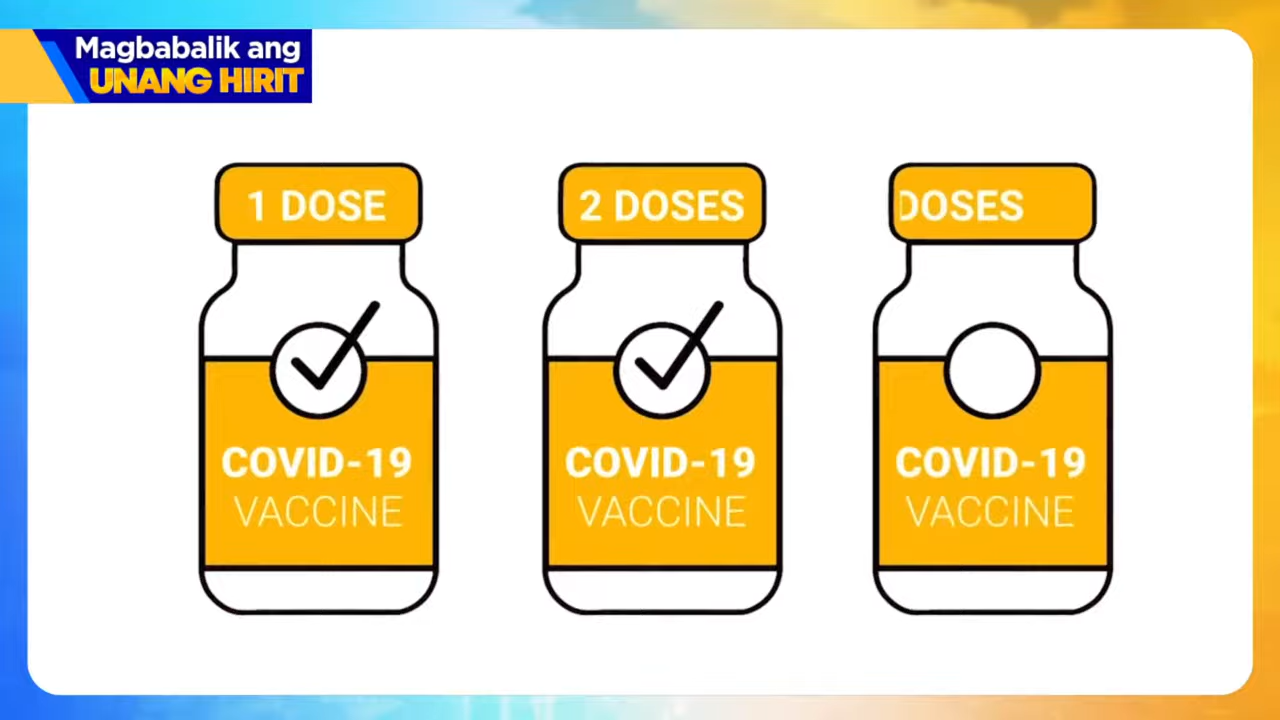 Magbabalik ang
UNANG HIRIT
1 DOSE
2 DOSES
DOSES
COVID-19
VACCINE
COVID-19
VACCINE
COVID-19
VACCINE